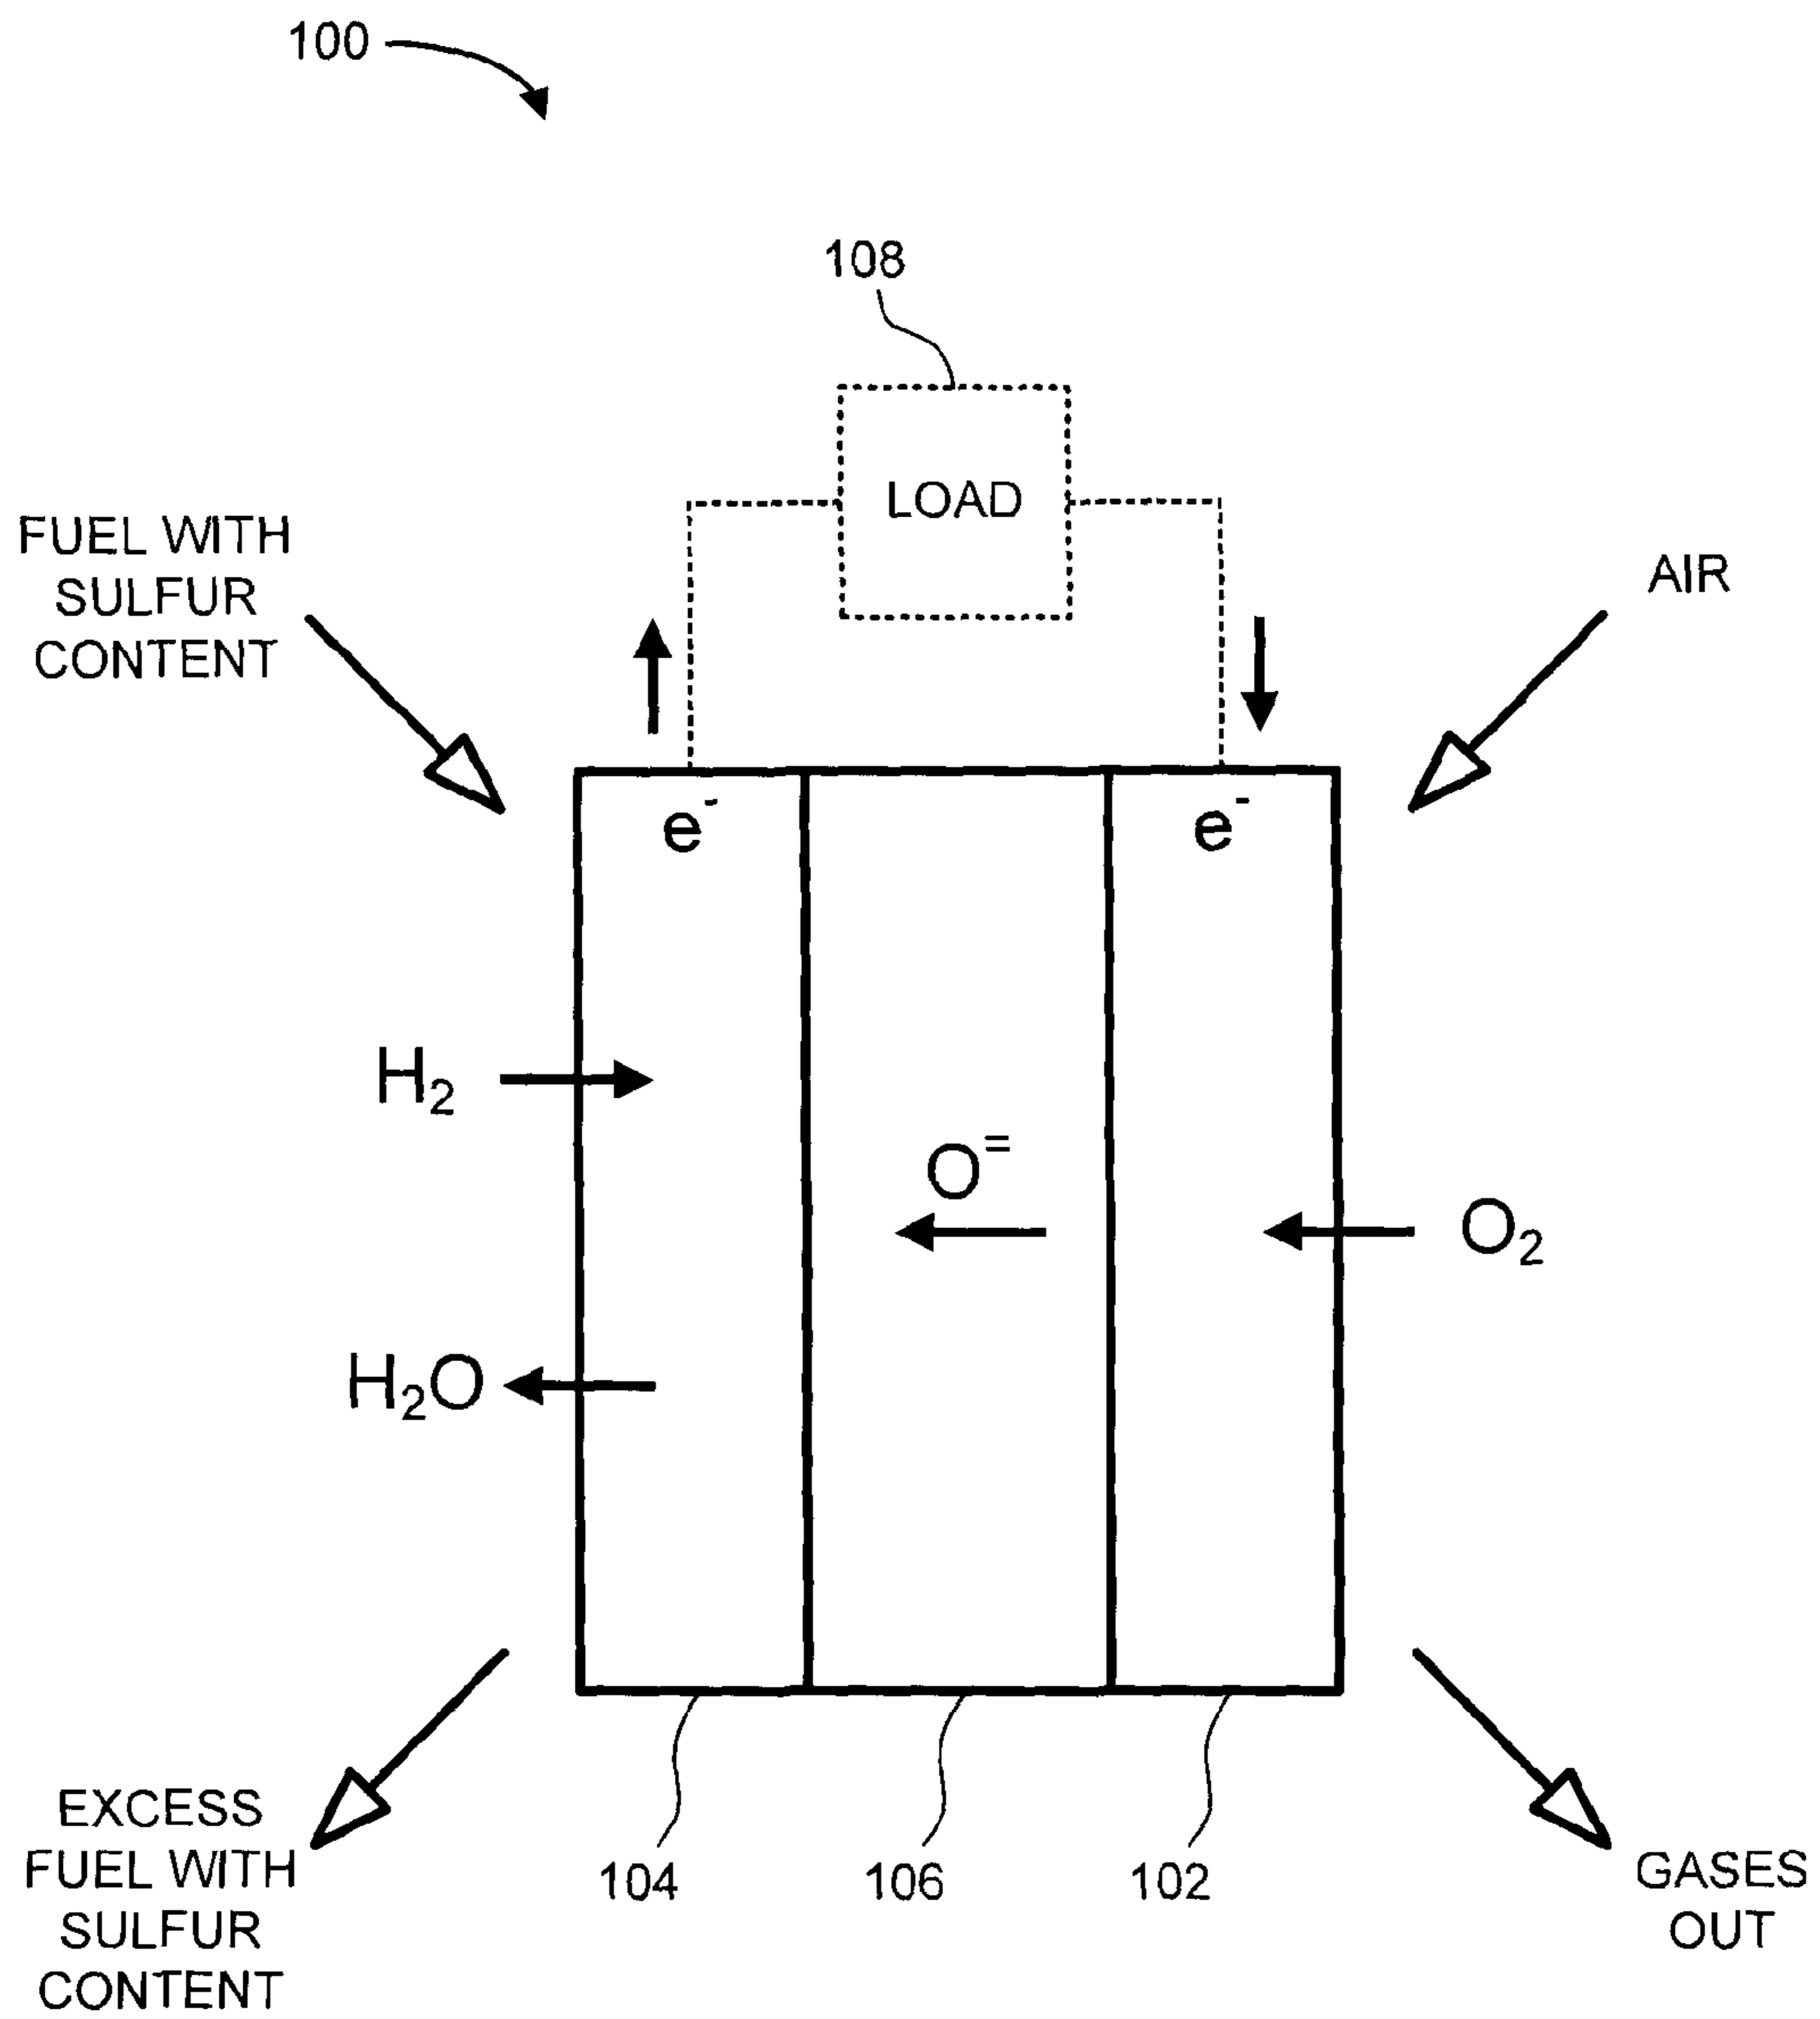 100
108
LOAD
FUEL WITH
SULFUR
CONTENT
AIR
e⁻
e⁻
H₂
O⁼
O₂
H₂O
EXCESS
FUEL WITH
SULFUR
CONTENT
104
106
102
GASES
OUT